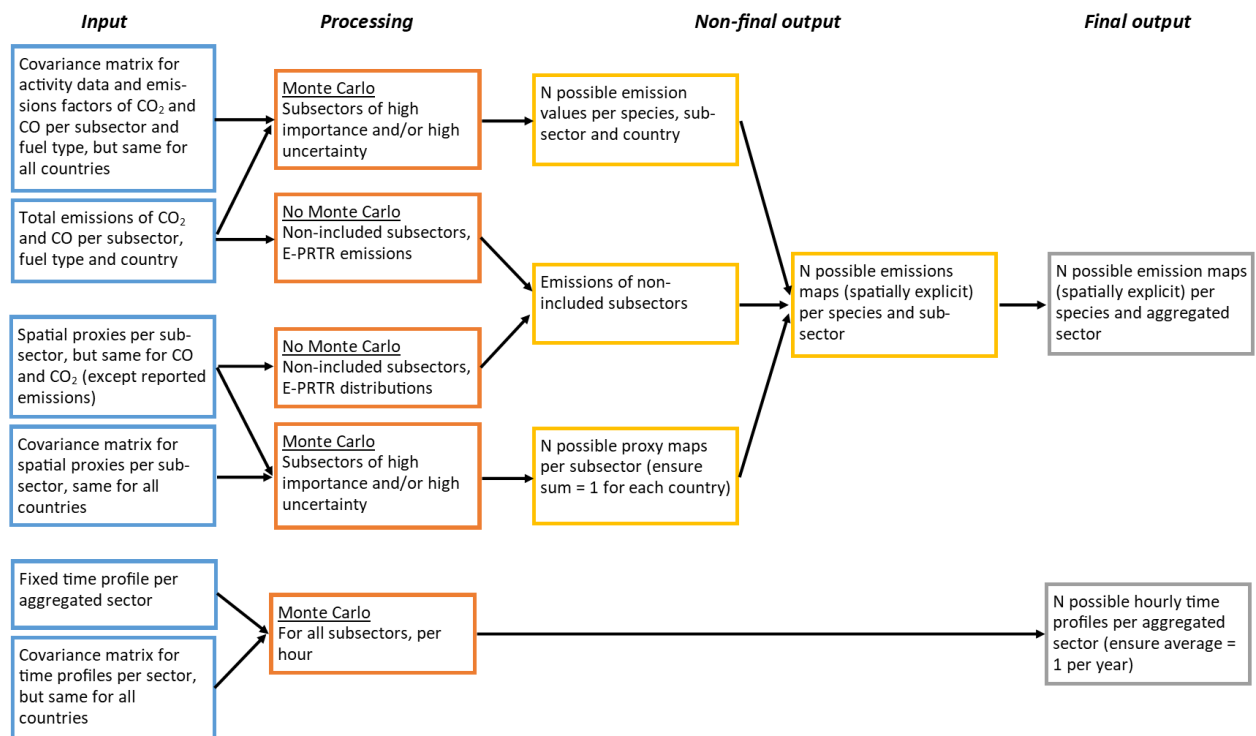 Input
Processing
Non-final output
Final output
Covariance matrix for
activity data and emis-
sions factors of CO₂ and
CO per subsector and
fuel type, but same for
all countries
Total emissions of CO₂
and CO per subsector,
fuel type and country
Spatial proxies per sub-
sector, but same for CO
and CO₂ (except reported
emissions)
Covariance matrix for
spatial proxies per sub-
sector, same for all
countries
Fixed time profile per
aggregated sector
Covariance matrix for
time profiles per sector,
but same for all
countries
Monte Carlo
Subsectors of high
importance and/or high
uncertainty
No Monte Carlo
Non-included subsectors,
E-PRTR emissions
No Monte Carlo
Non-included subsectors,
E-PRTR distributions
Monte Carlo
Subsectors of high
importance and/or high
uncertainty
Monte Carlo
For all subsectors, per
hour
N possible emission
values per species, sub-
sector and country
Emissions of non-
included subsectors
N possible proxy maps
per subsector (ensure
sum = 1 for each country)
N possible emissions
maps (spatially explicit)
per species and sub-
sector
N possible emission maps
(spatially explicit) per
species and aggregated
sector
N possible hourly time
profiles per aggregated
sector (ensure average =
1 per year)